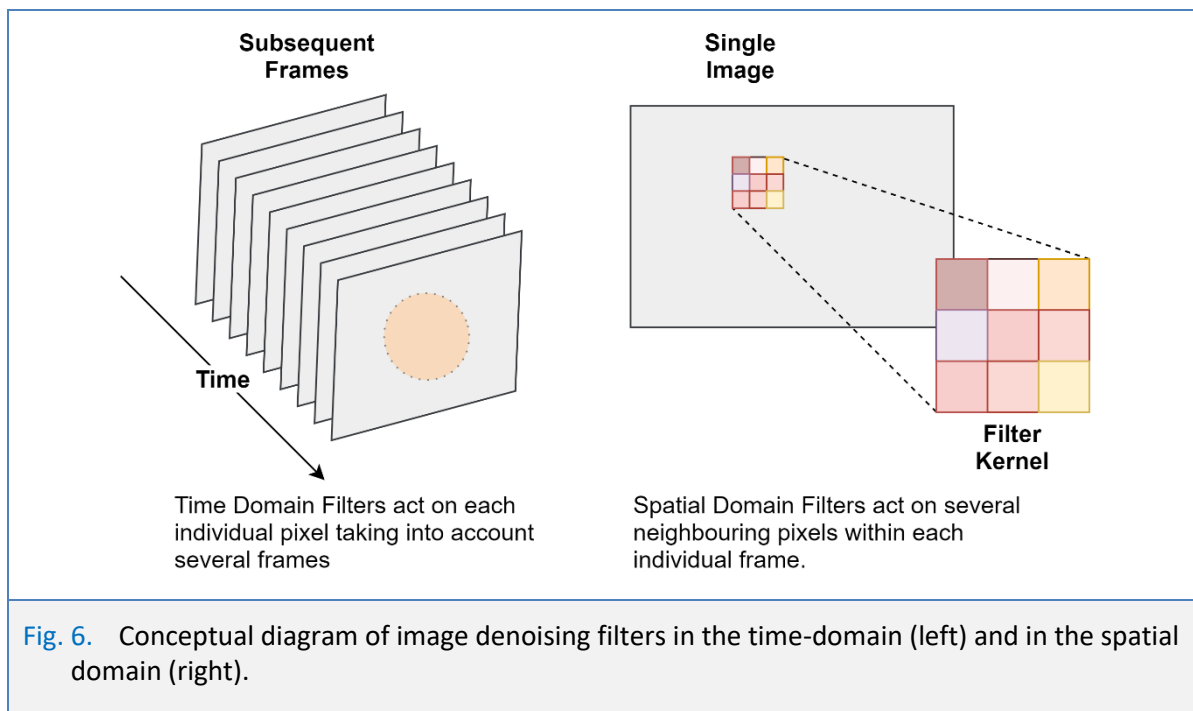 Subsequent
Frames
Time
Time Domain Filters act on each
individual pixel taking into account
several frames
Single
Image
Filter
Kernel
Spatial Domain Filters act on several
neighbouring pixels within each
individual frame.
Fig. 6. Conceptual diagram of image denoising filters in the time-domain (left) and in the spatial
domain (right).